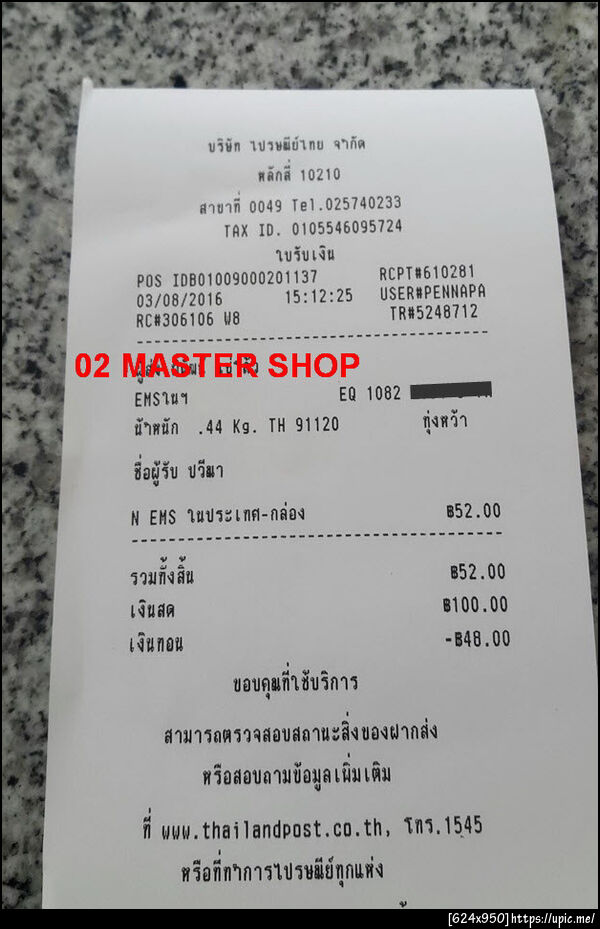 บริษัท ไปรษณีย์ไทย จำกัด
หลักสี่ 10210
สาขาที่ 0049 Tel.025740233
TAX ID. 0105546095724
ใบรับเงิน
POS IDB01009000201137 RCPT#610281
03/08/2016 15:12:25 USER#PENNAPA
RC#306106 W8 TR#5248712
02 MASTER SHOP
EMSในฯ EQ 1082
น้ำหนัก .44 Kg. TH 91120 ทุ่งหว้า
ชื่อผู้รับ ปวีณา
N EMS ในประเทศ-กล่อง ฿52.00
รวมทั้งสิ้น ฿52.00
เงินสด ฿100.00
เงินทอน -฿48.00
ขอบคุณที่ใช้บริการ
สามารถตรวจสอบสถานะสิ่งของฝากส่ง
หรือสอบถามข้อมูลเพิ่มเติม
ที่ www.thailandpost.co.th, โทร.1545
หรือที่ทำการไปรษณีย์ทุกแห่ง
[624x950]https://upic.me/